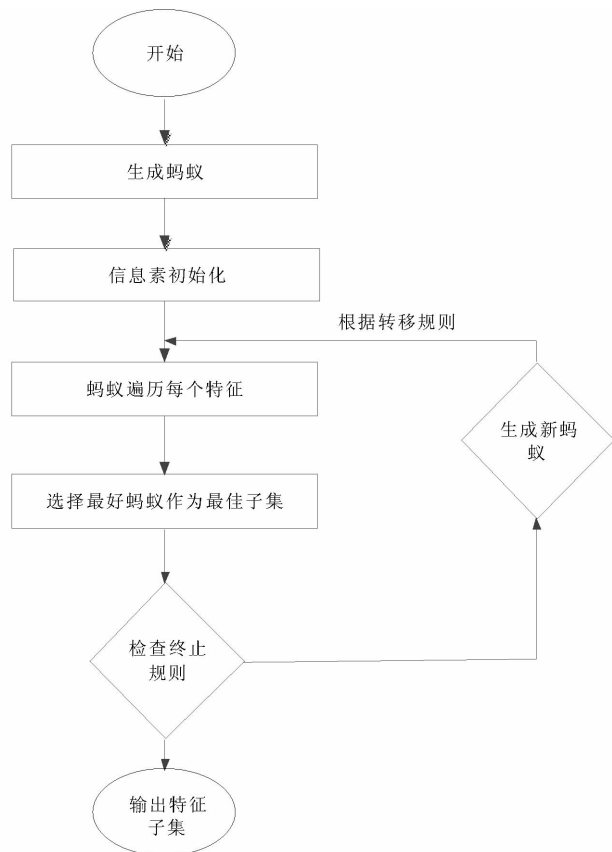 开始
生成蚂蚁
信息素初始化
根据转移规则
蚂蚁遍历每个特征
生成新蚂
蚁
选择最好蚂蚁作为最佳子集
检查终止
规则
输出特征
子集